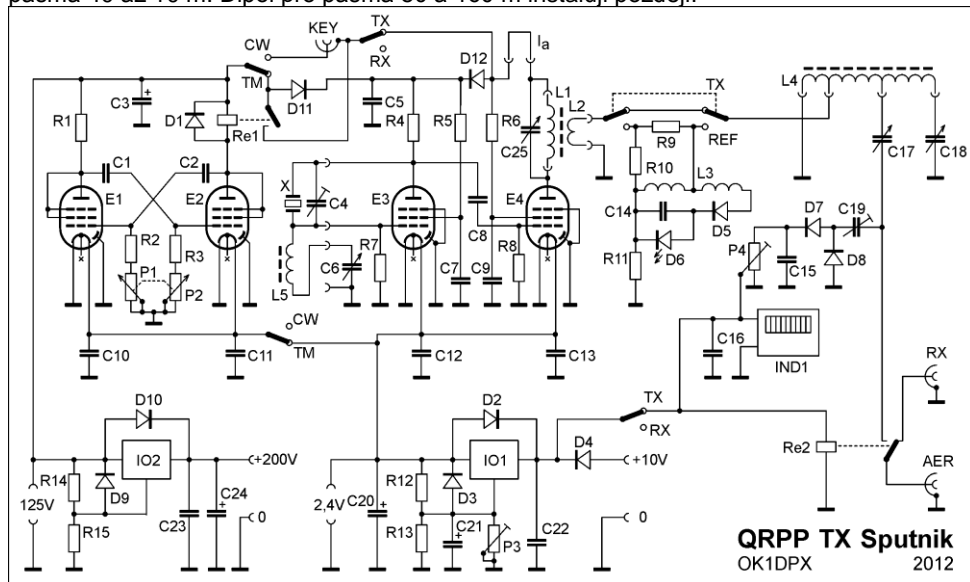 pásma 40 až 10 m. Dipól pro pásma 80 a 160 m instaluji později.
KEY TX
CW RX Ia TX
TM D12 L4
C3 D11 C5 L1 L2
R1 D1 Re1 R4 R5 R6 R9 REF C17 C18
C25 R10
C1 C2 X L3
E1 E2 C4 E3 E4 C14 D5 D7 C19
R2 R3 R7 C8 R8 P4
P1 P2 C6 C7 C9 R11 D6 C15 D8
L5
CW C16
C10 C11 TM C12 C13 IND1 RX
D10 D2 TX
RX Re2
IO2 +200V IO1 D4 +10V AER
R14 D9 R12 D3
125V C24 2,4V C20
R15 C23 0 R13 C21 P3 C22 0
QRPP TX Sputnik
OK1DPX 2012